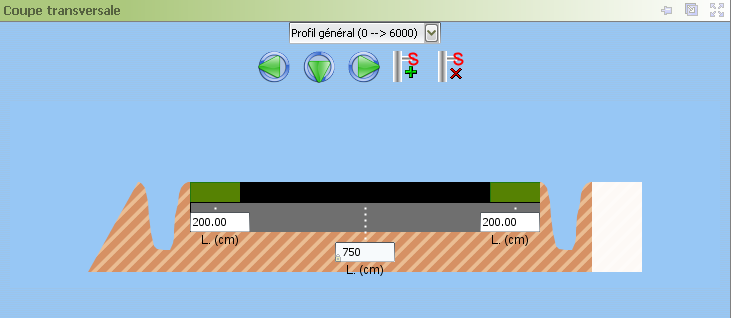 Coupe transversale
Profil général (0 --> 6000)
S S
200.00 200.00
L. (cm) L. (cm)
750
L. (cm)